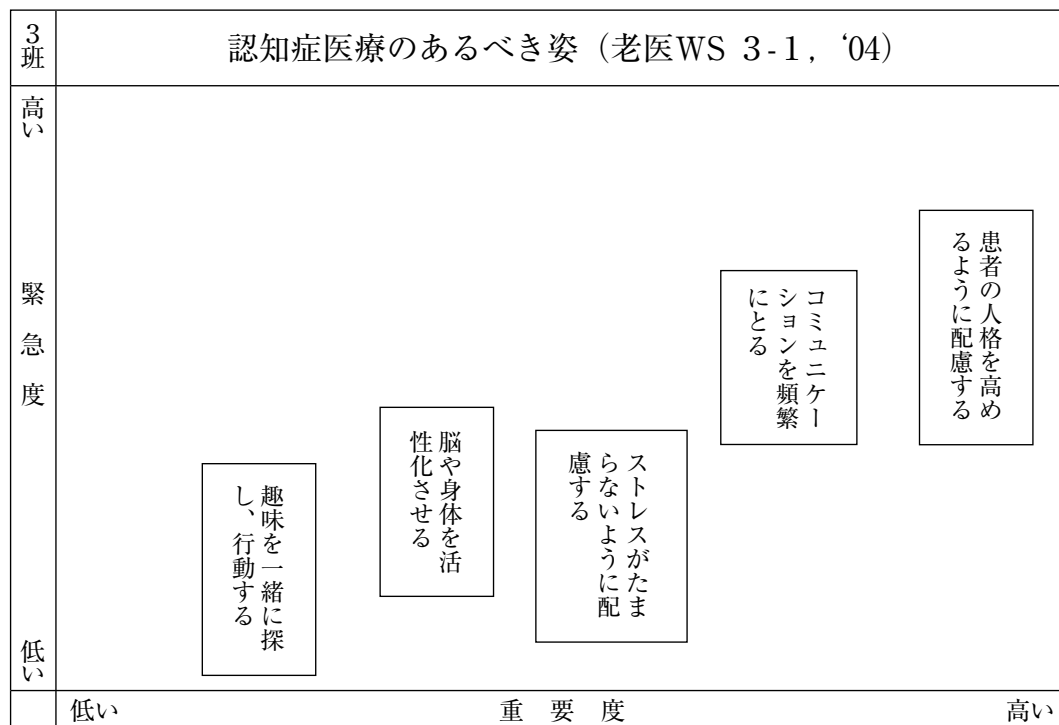 3班
認知症医療のあるべき姿（老医WS 3-1，‘04）
高い
緊急度
低い
患者の人格を高め
るように配慮する
コミュニケー
ションを頻繁
にとる
ストレスがたま
らないように配
慮する
脳や身体を活
性化させる
趣味を一緒に探
し、行動する
低い
重要度
高い